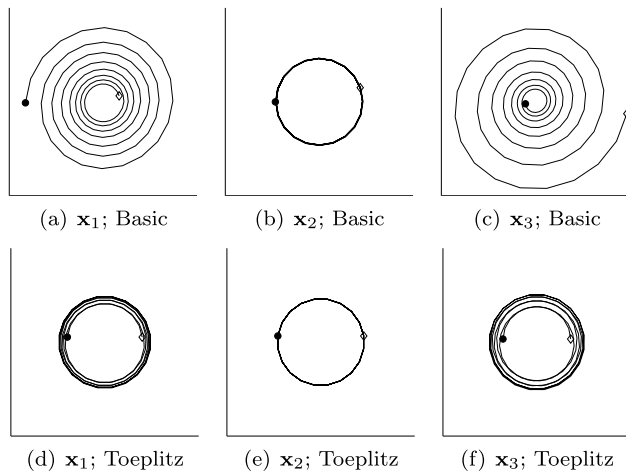 (a) x₁; Basic
(b) x₂; Basic
(c) x₃; Basic
(d) x₁; Toeplitz
(e) x₂; Toeplitz
(f) x₃; Toeplitz